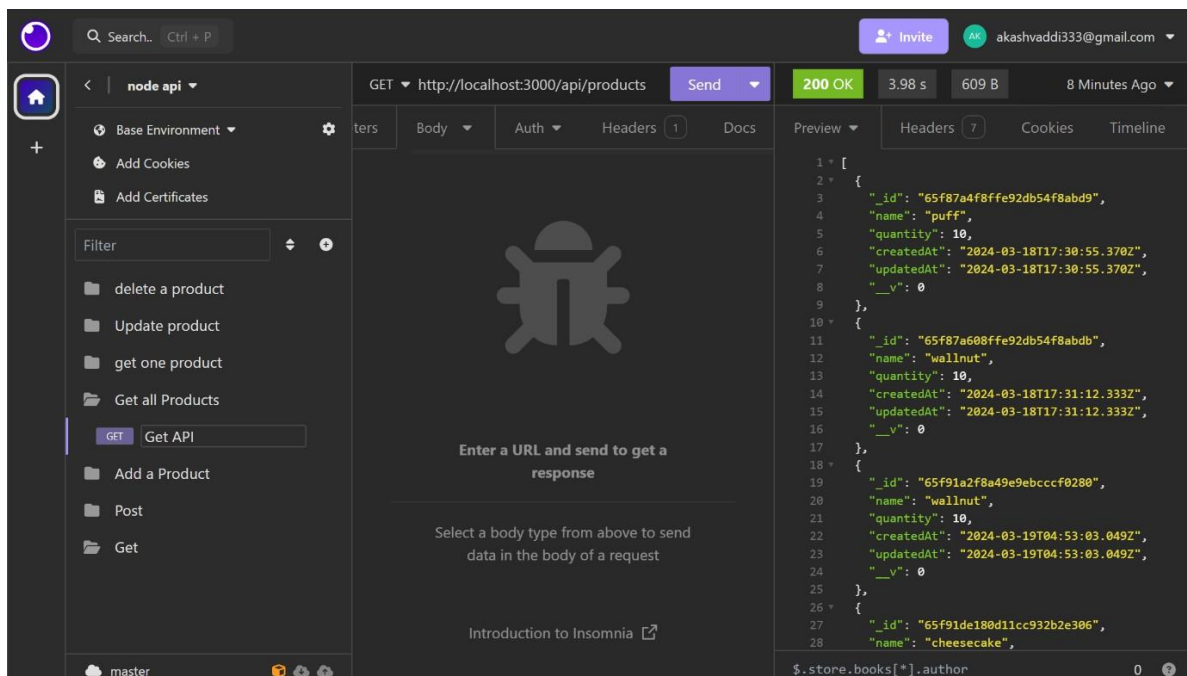 Search.. Ctrl + P
Invite
AK
akashvaddi333@gmail.com
node api
Base Environment
Add Cookies
Add Certificates
Filter
delete a product
Update product
get one product
Get all Products
GET Get API
Add a Product
Post
Get
master
GET http://localhost:3000/api/products Send
ters Body Auth Headers 1 Docs
Enter a URL and send to get a
response
Select a body type from above to send
data in the body of a request
Introduction to Insomnia
200 OK 3.98 s 609 B 8 Minutes Ago
Preview Headers 7 Cookies Timeline
1 [
2 {
3 "_id": "65f87a4f8ffe92db54f8abd9",
4 "name": "puff",
5 "quantity": 10,
6 "createdAt": "2024-03-18T17:30:55.370Z",
7 "updatedAt": "2024-03-18T17:30:55.370Z",
8 "__v": 0
9 },
10 {
11 "_id": "65f87a608ffe92db54f8abdb",
12 "name": "wallnut",
13 "quantity": 10,
14 "createdAt": "2024-03-18T17:31:12.333Z",
15 "updatedAt": "2024-03-18T17:31:12.333Z",
16 "__v": 0
17 },
18 {
19 "_id": "65f91a2f8a49e9ebcccf0280",
20 "name": "wallnut",
21 "quantity": 10,
22 "createdAt": "2024-03-19T04:53:03.049Z",
23 "updatedAt": "2024-03-19T04:53:03.049Z",
24 "__v": 0
25 },
26 {
27 "_id": "65f91de180d11cc932b2e306",
28 "name": "cheesecake",
$.store.books[*].author 0